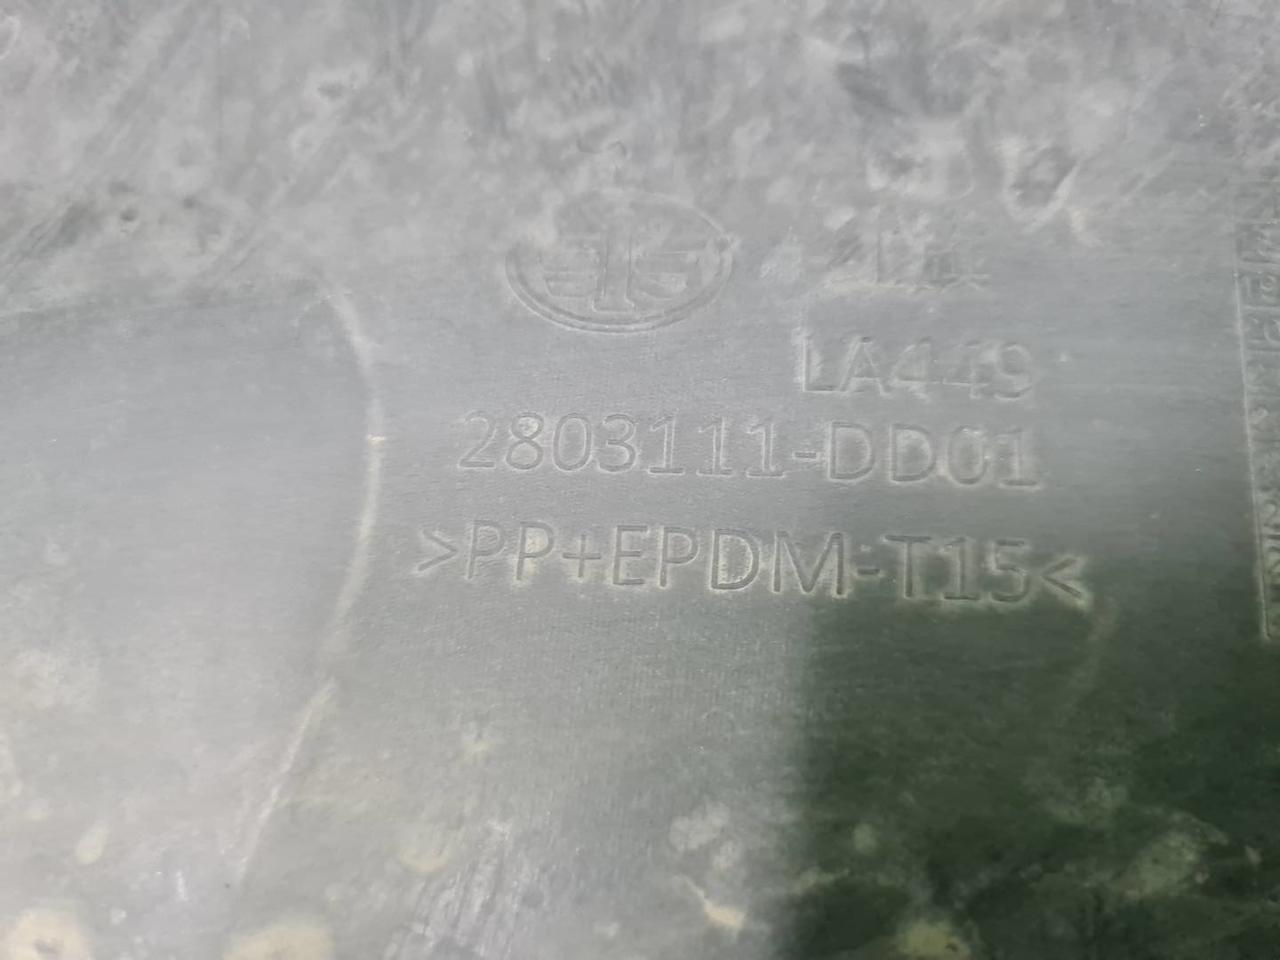 LA449
2803111-DD01
>PP+EPDM-T15<